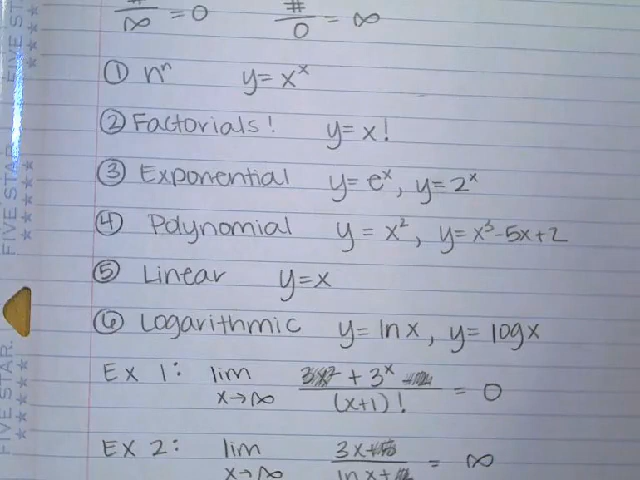 #/∞ = 0    #/0 = ∞
① nⁿ    y = xˣ
② Factorials!    y = x!
③ Exponential    y = eˣ, y = 2ˣ
④ Polynomial    y = x², y = x³-5x+2
⑤ Linear    y = x
⑥ Logarithmic    y = ln x, y = log x
Ex 1: lim x→∞ + 3ˣ / (x+1)! = 0
Ex 2: lim x→∞ 3x / ln x + = ∞
FIVE STAR
FIVE STAR.
FIVE STAR.